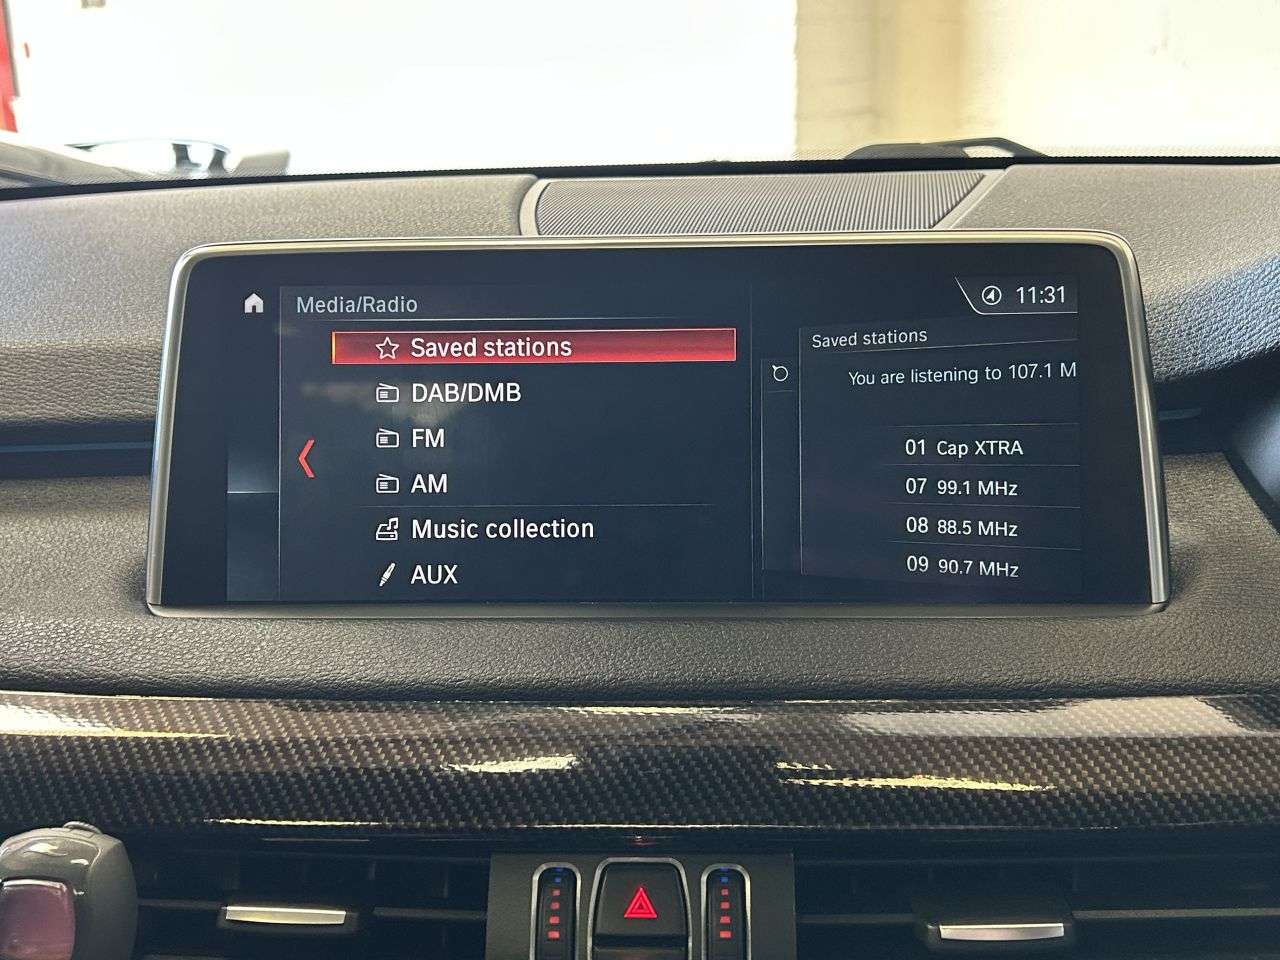 Media/Radio
11:31
Saved stations
DAB/DMB
FM
AM
Music collection
AUX
Saved stations
You are listening to 107.1 M
01 Cap XTRA
07 99.1 MHz
08 88.5 MHz
09 90.7 MHz